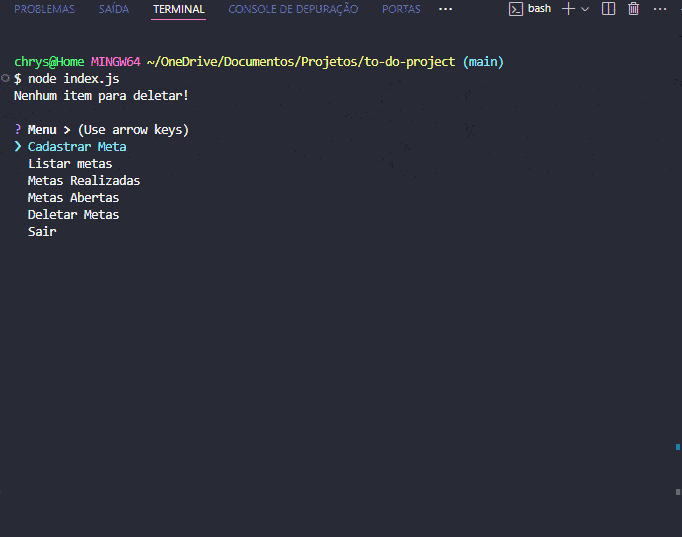 PROBLEMAS SAÍDA TERMINAL CONSOLE DE DEPURAÇÃO PORTAS ··· bash ···
chrys@Home MINGW64 ~/OneDrive/Documentos/Projetos/to-do-project (main)
$ node index.js
Nenhum item para deletar!
? Menu > (Use arrow keys)
❯ Cadastrar Meta
Listar metas
Metas Realizadas
Metas Abertas
Deletar Metas
Sair